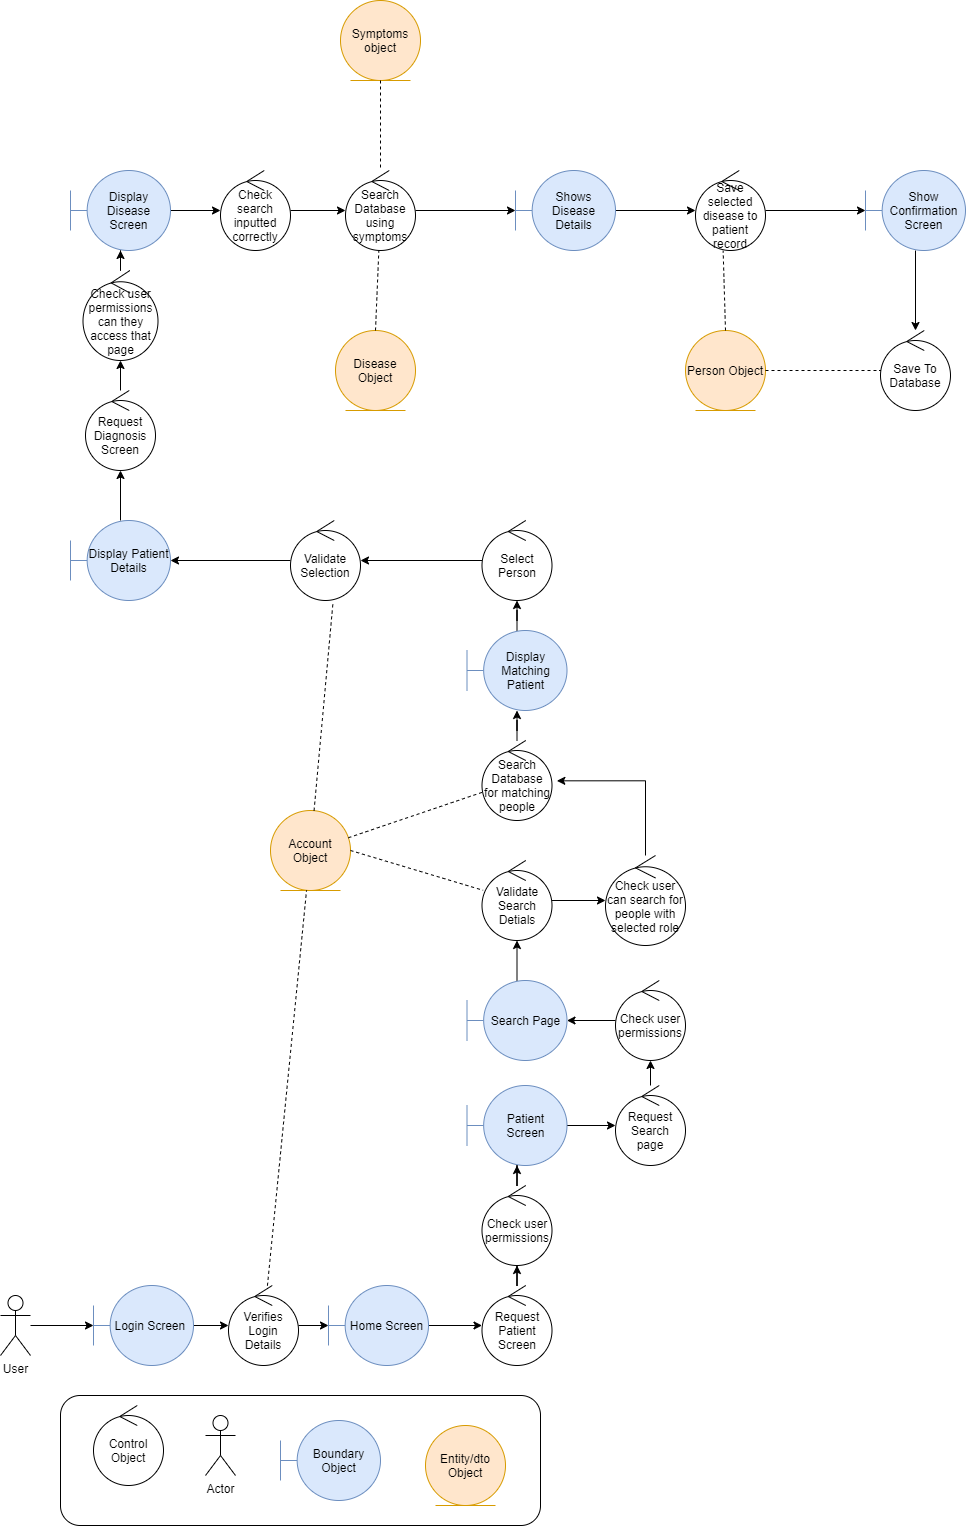 Symptoms
object
Display
Disease
Screen
Check
search
inputted
correctly
Search
Database
using
symptoms
Shows
Disease
Details
Save
selected
disease to
patient
record
Show
Confirmation
Screen
Check user
permissions
can they
access that
page
Disease
Object
Person Object
Save To
Database
Request
Diagnosis
Screen
Display Patient
Details
Validate
Selection
Select
Person
Display
Matching
Patient
Search
Database
for matching
people
Account
Object
Validate
Search
Detials
Check user
can search for
people with
selected role
Search Page
Check user
permissions
Patient
Screen
Request
Search
page
Check user
permissions
User
Login Screen
Verifies
Login
Details
Home Screen
Request
Patient
Screen
Control
Object
Actor
Boundary
Object
Entity/dto
Object